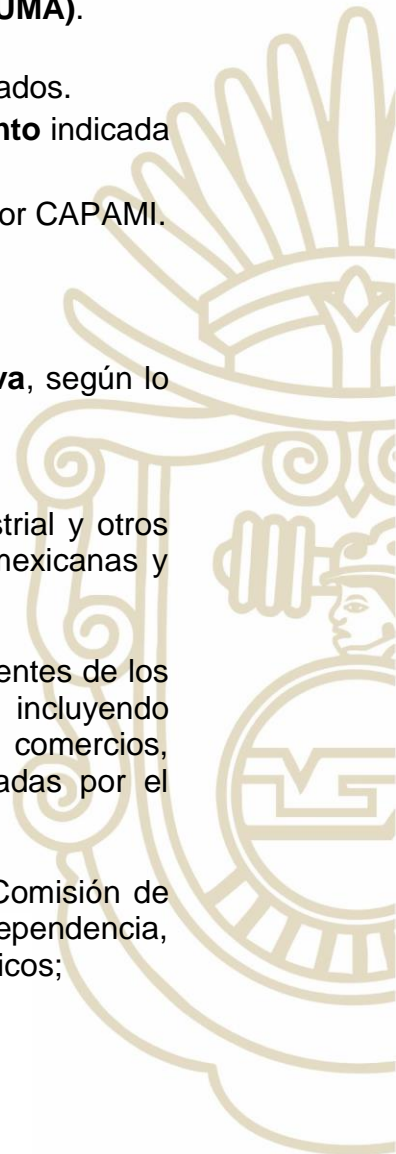 UMA).
ados.
nto indicada
or CAPAMI.
va, según lo
strial y otros
mexicanas y
entes de los
incluyendo
comercios,
adas por el
Comisión de
ependencia,
icos;